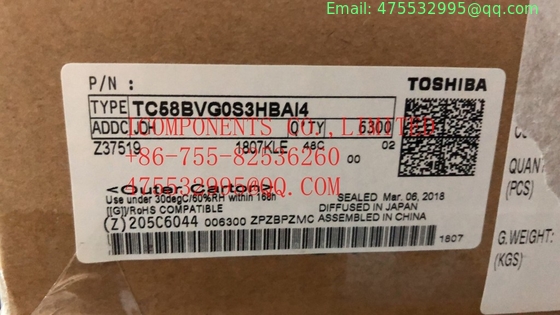 Email: 475532995@qq.com
P/N :
TOSHIBA
TYPE TC58BVG0S3HBAI4
ADDC JDH Q'TY 6300
COMPONENTS CO.,LIMITED
Z37519 1807KLE 48C 02
+86-755-82536260
00
475532995@QQ.COM
<Outer Carton>
Use under 30degC/60%RH within 168h
SEALED Mar. 06, 2018
[[G]]/RoHS COMPATIBLE
DIFFUSED IN JAPAN
(Z)205C6044 006300 ZPZBPZMC ASSEMBLED IN CHINA
1807
QUAN
(PCS)
G.WEIGHT:
(KGS)